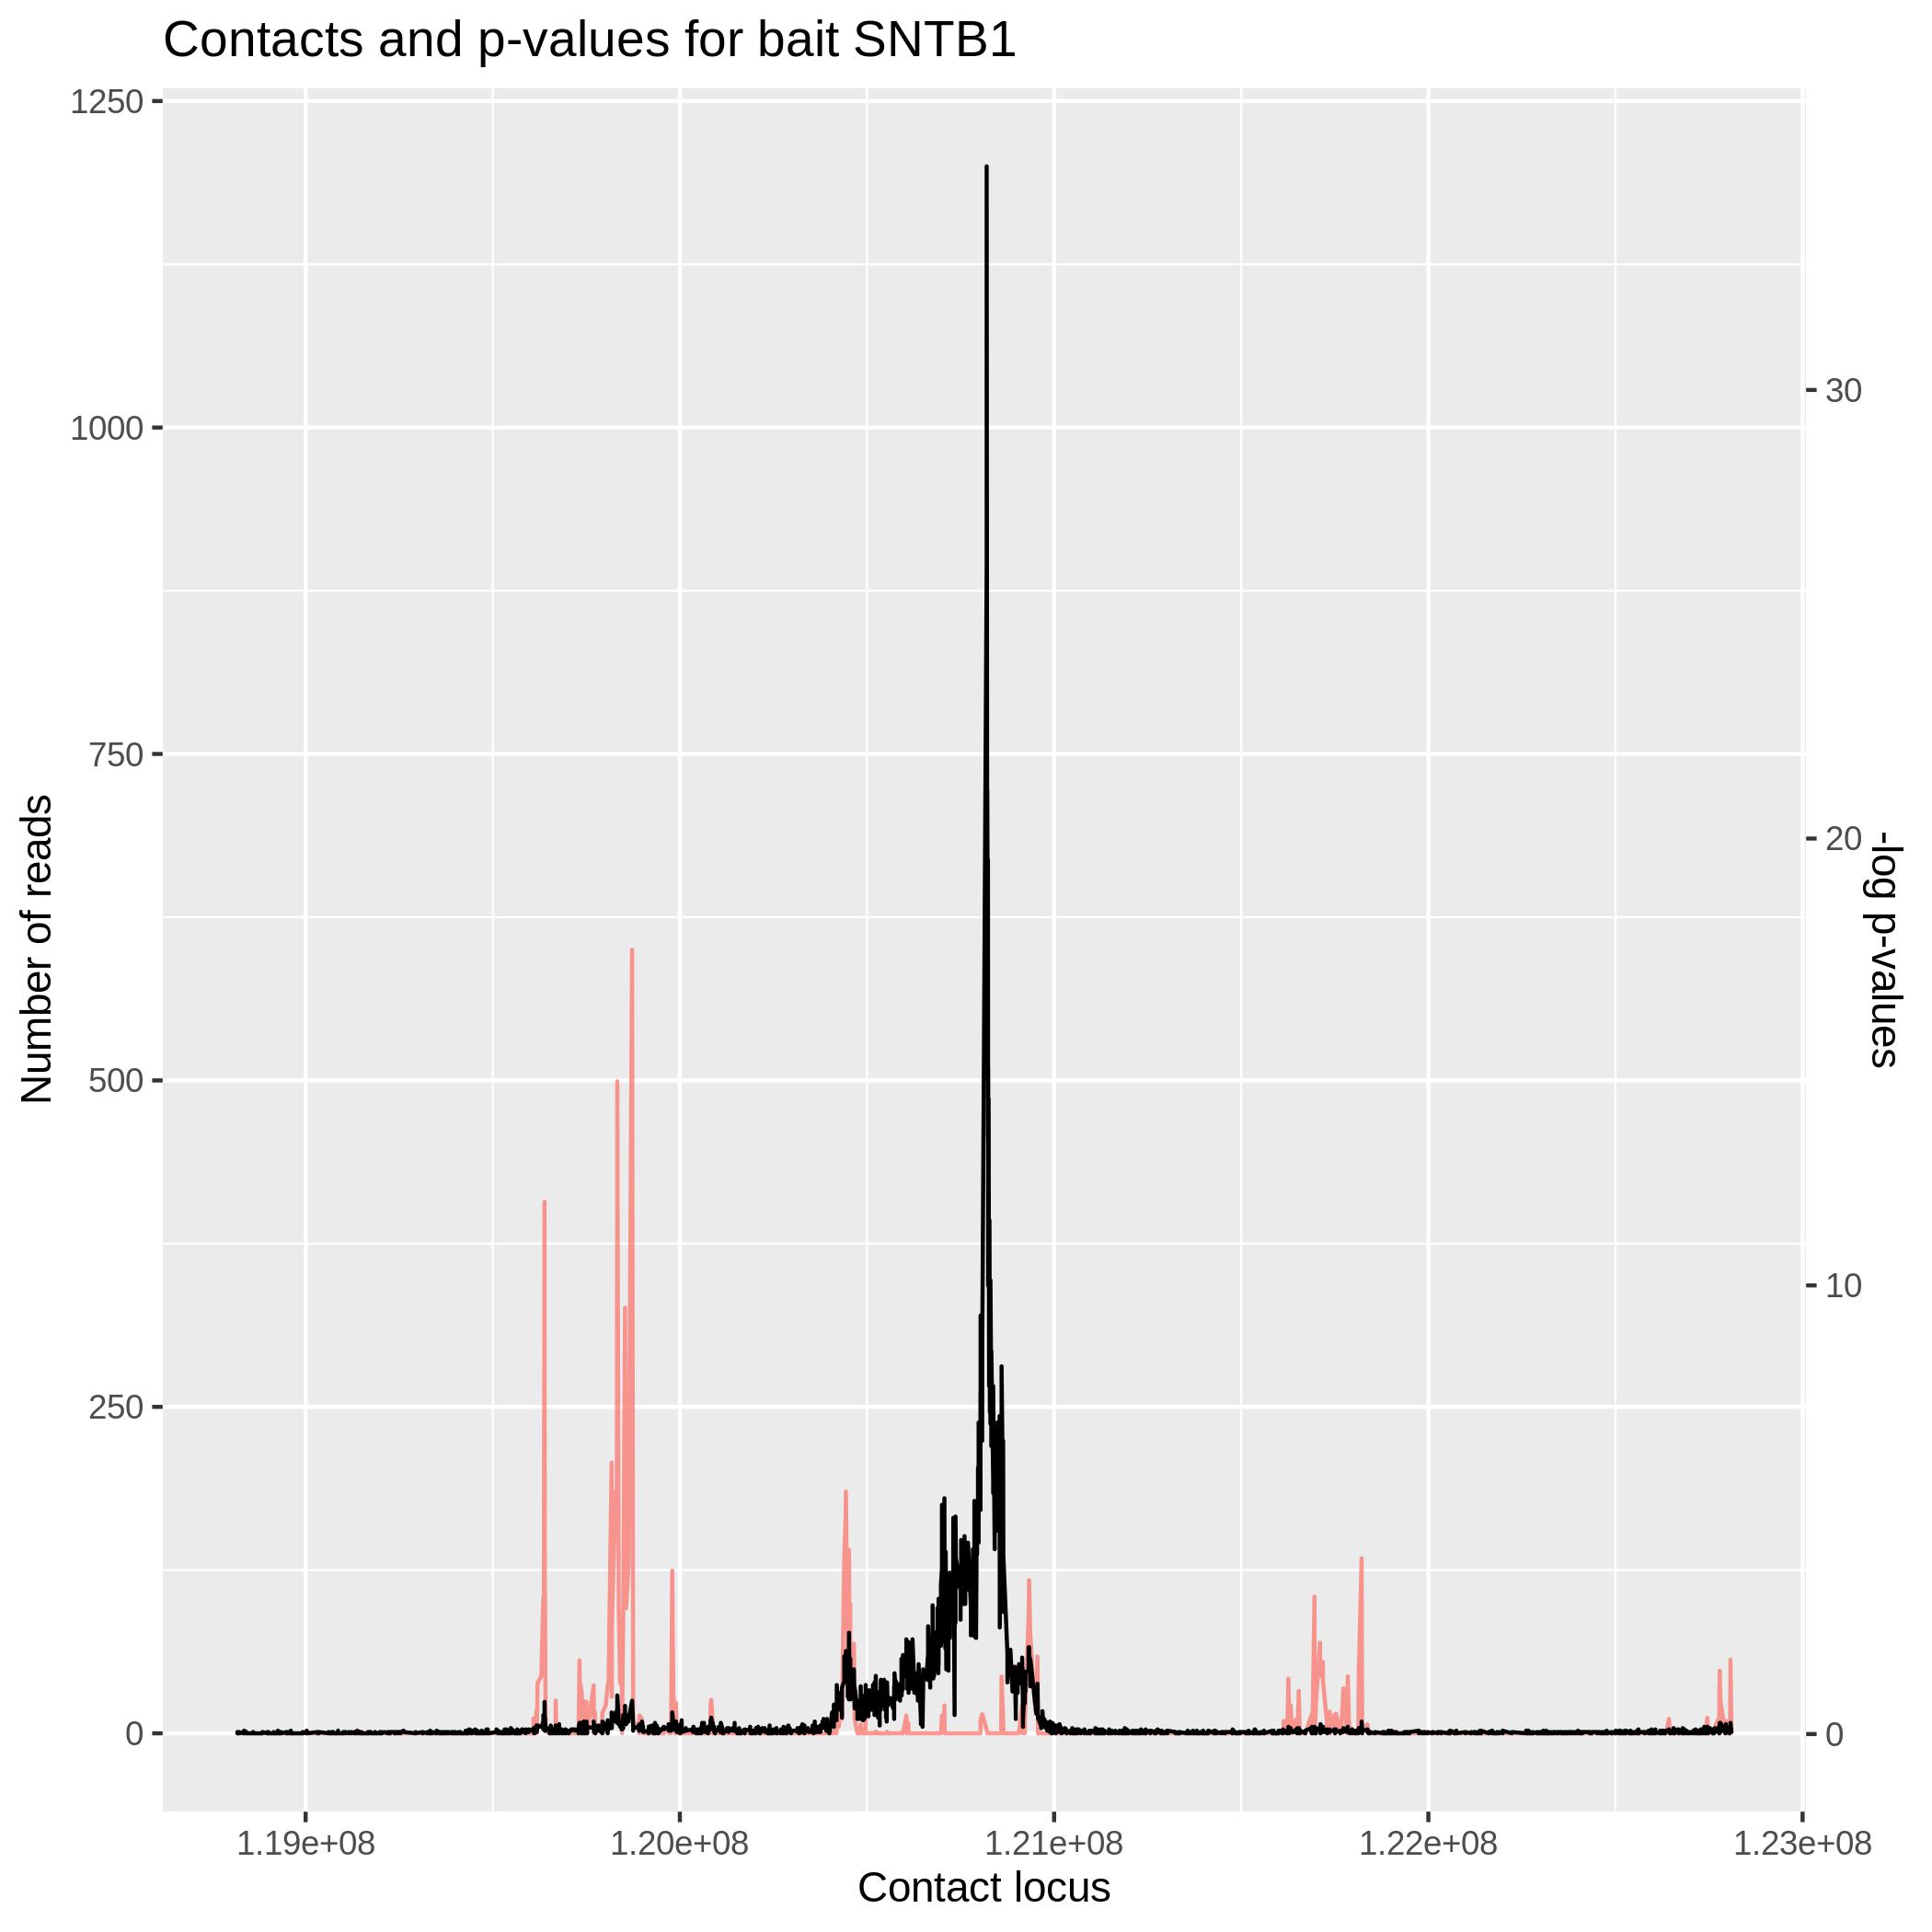 Contacts and p-values for bait SNTB1
Number of reads
1250
1000
750
500
250
0
30
20
10
0
-log p-values
1.19e+08
1.20e+08
1.21e+08
1.22e+08
1.23e+08
Contact locus